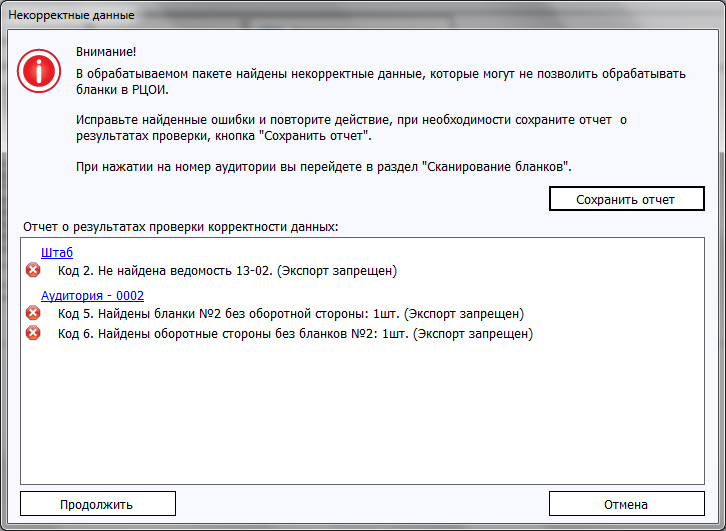 Некорректные данные
Внимание!
В обрабатываемом пакете найдены некорректные данные, которые могут не позволить обрабатывать
бланки в РЦОИ.
Исправьте найденные ошибки и повторите действие, при необходимости сохраните отчет о
результатах проверки, кнопка "Сохранить отчет".
При нажатии на номер аудитории вы перейдете в раздел "Сканирование бланков".
Сохранить отчет
Отчет о результатах проверки корректности данных:
Штаб
Код 2. Не найдена ведомость 13-02. (Экспорт запрещен)
Аудитория - 0002
Код 5. Найдены бланки №2 без оборотной стороны: 1шт. (Экспорт запрещен)
Код 6. Найдены оборотные стороны без бланков №2: 1шт. (Экспорт запрещен)
Продолжить
Отмена